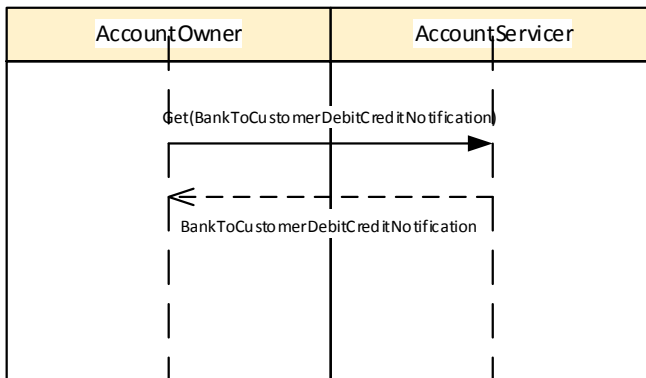 AccountOwner
AccountServicer
Get(BankToCustomerDebitCreditNotification)
BankToCustomerDebitCreditNotification